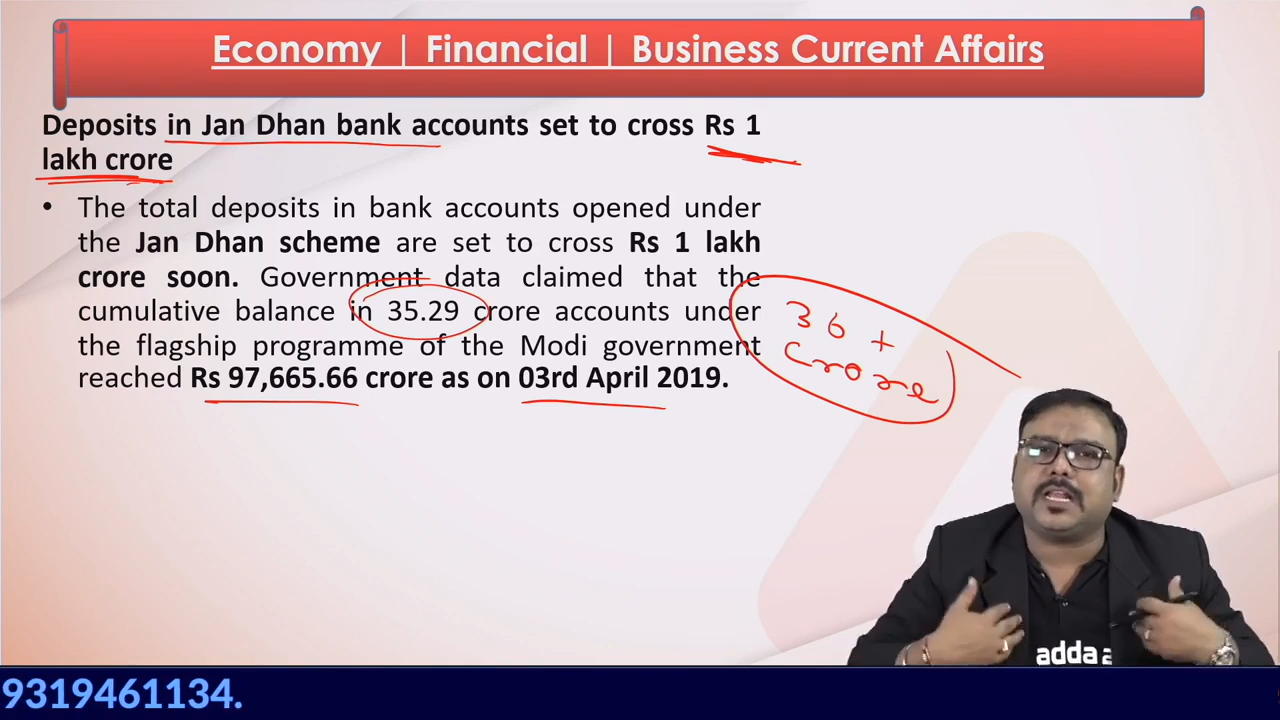 Economy | Financial | Business Current Affairs
Deposits in Jan Dhan bank accounts set to cross Rs 1
lakh crore
• The total deposits in bank accounts opened under
the Jan Dhan scheme are set to cross Rs 1 lakh
crore soon. Government data claimed that the
cumulative balance in 35.29 crore accounts under
the flagship programme of the Modi government
reached Rs 97,665.66 crore as on 03rd April 2019.
36 +
Crore
adda
9319461134.